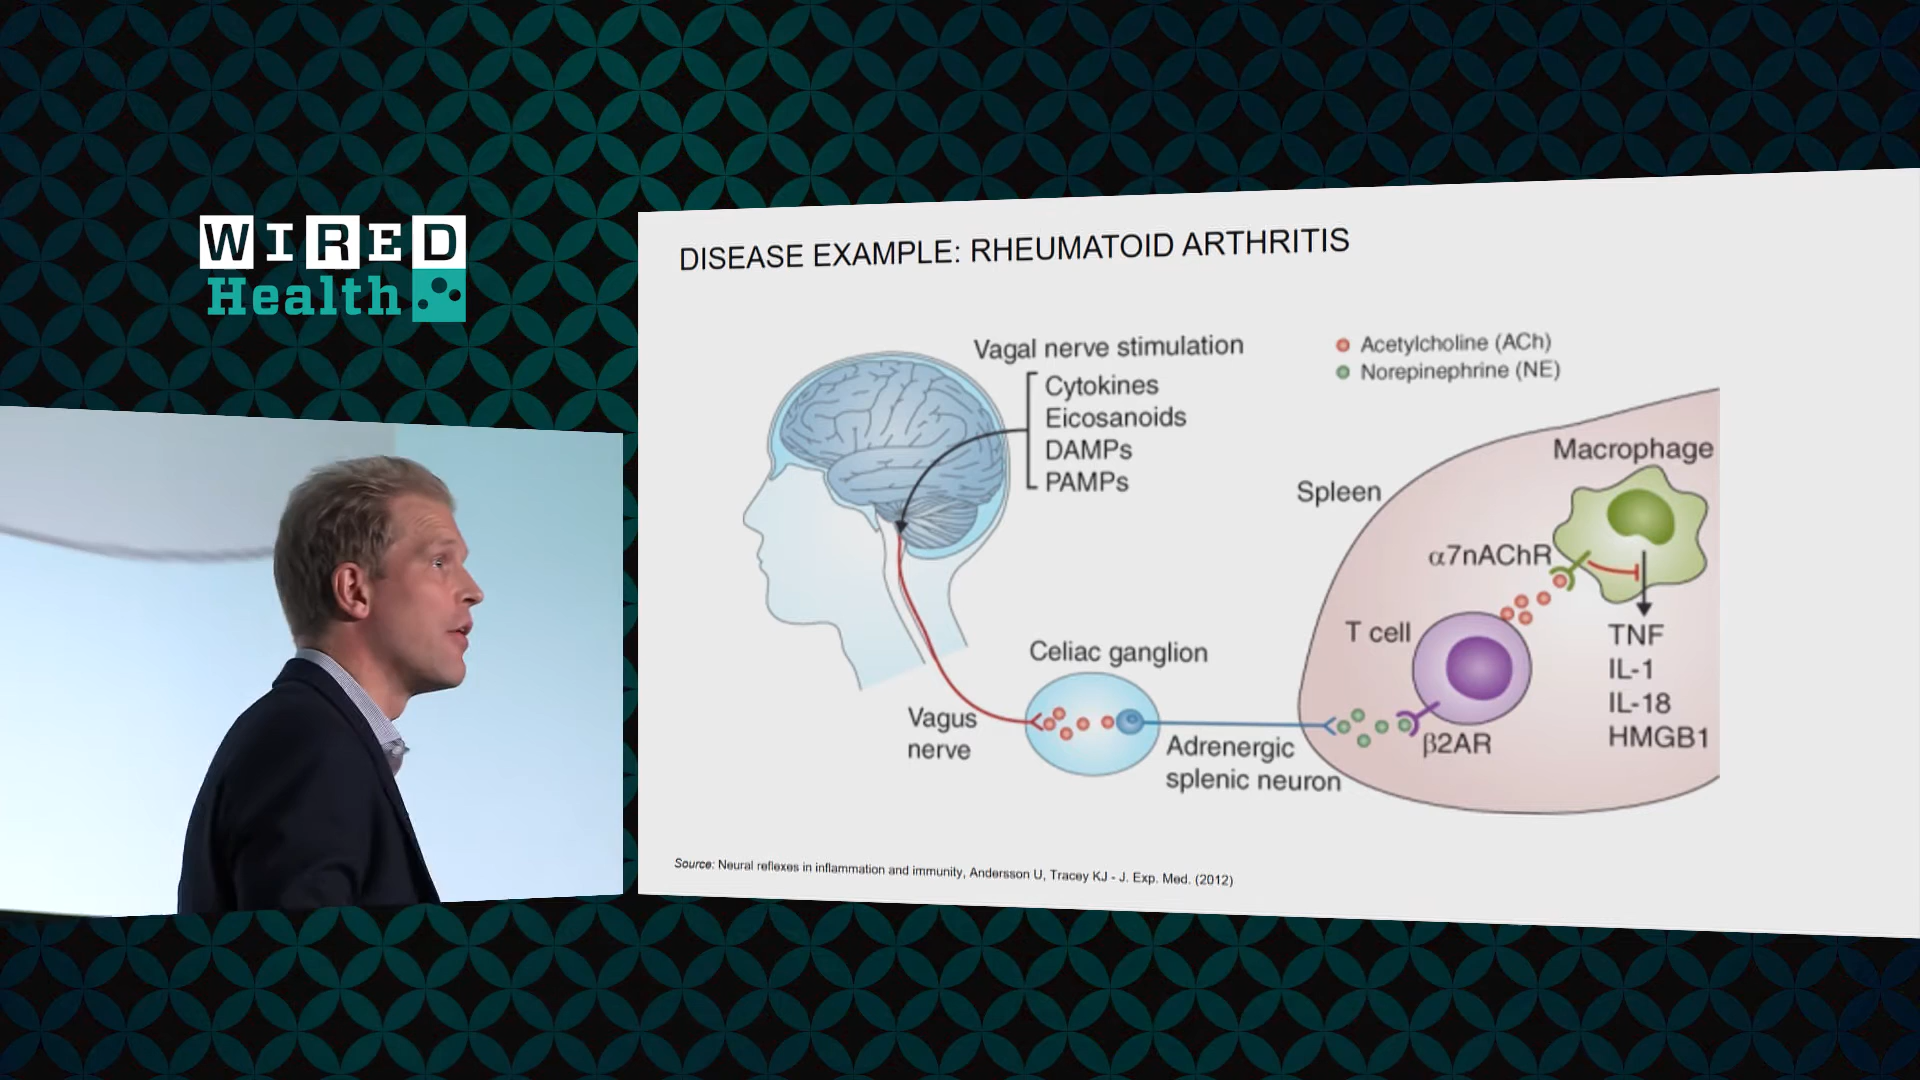 WIRED
Health
DISEASE EXAMPLE: RHEUMATOID ARTHRITIS
Vagal nerve stimulation
Cytokines
Eicosanoids
DAMPs
PAMPs
Acetylcholine (ACh)
Norepinephrine (NE)
Macrophage
Spleen
α7nAChR
T cell
TNF
IL-1
IL-18
HMGB1
β2AR
Celiac ganglion
Vagus
nerve
Adrenergic
splenic neuron
Source: Neural reflexes in inflammation and immunity, Andersson U, Tracey KJ - J. Exp. Med. (2012)